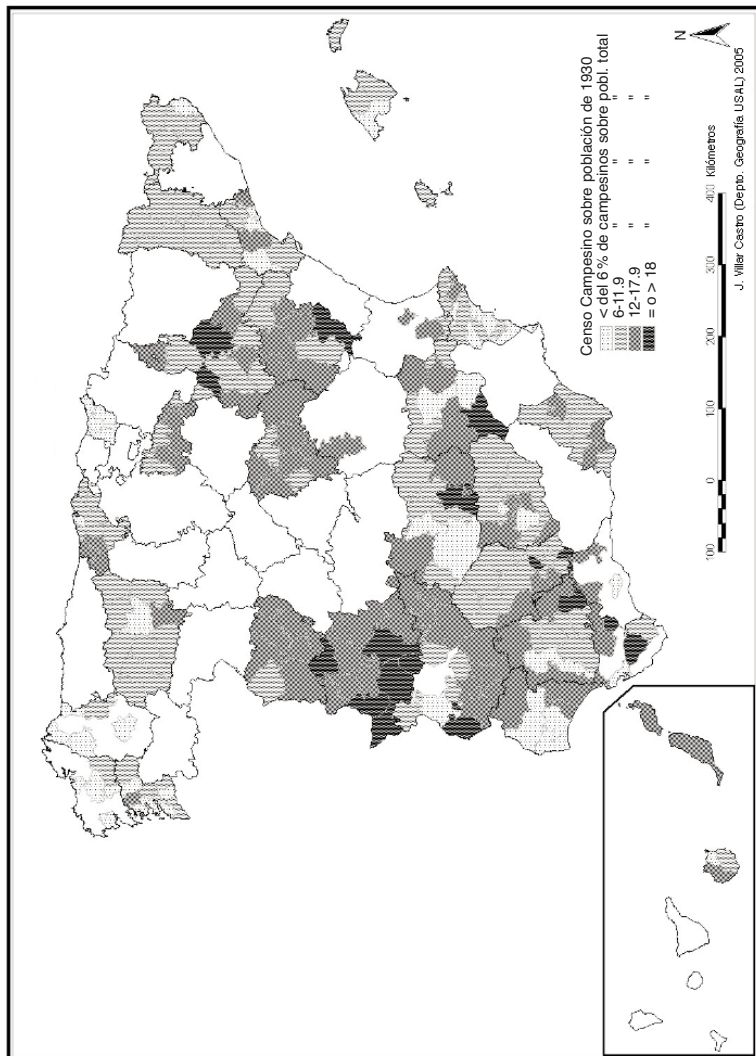 Censo Campesino sobre población de 1930
< del 6 % de campesinos sobre pobl. total
6-11.9 " " "
12-17.9 " " "
= o > 18 " " "
N
100 0 100 200 300 400 Kilómetros
J. Villar Castro (Depto. Geografía USAL) 2005